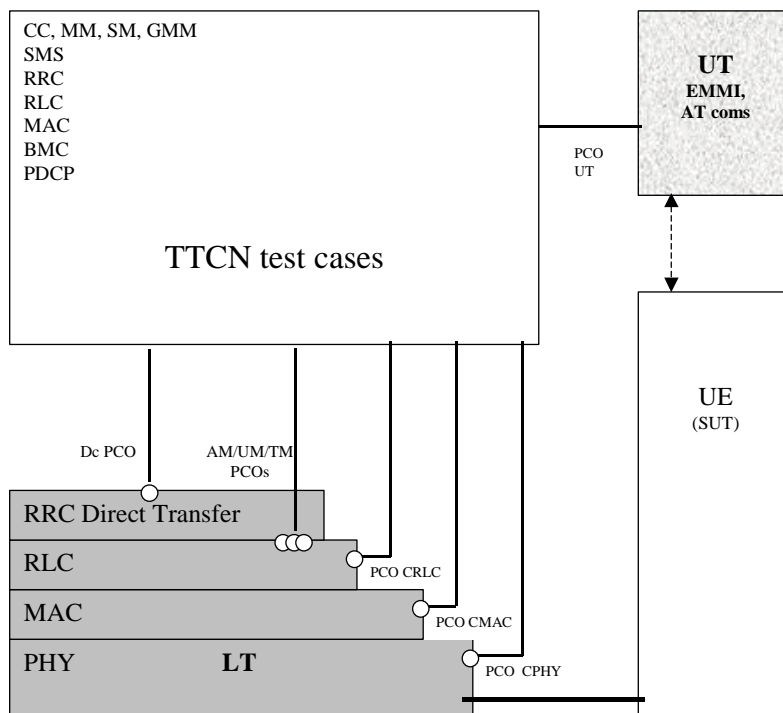 CC, MM, SM, GMM
SMS
RRC
RLC
MAC
BMC
PDCP
TTCN test cases
UT
EMMI,
AT coms
PCO
UT
UE
(SUT)
Dc PCO
AM/UM/TM
PCOs
RRC Direct Transfer
RLC
PCO CRLC
MAC
PCO CMAC
PHY
LT
PCO CPHY